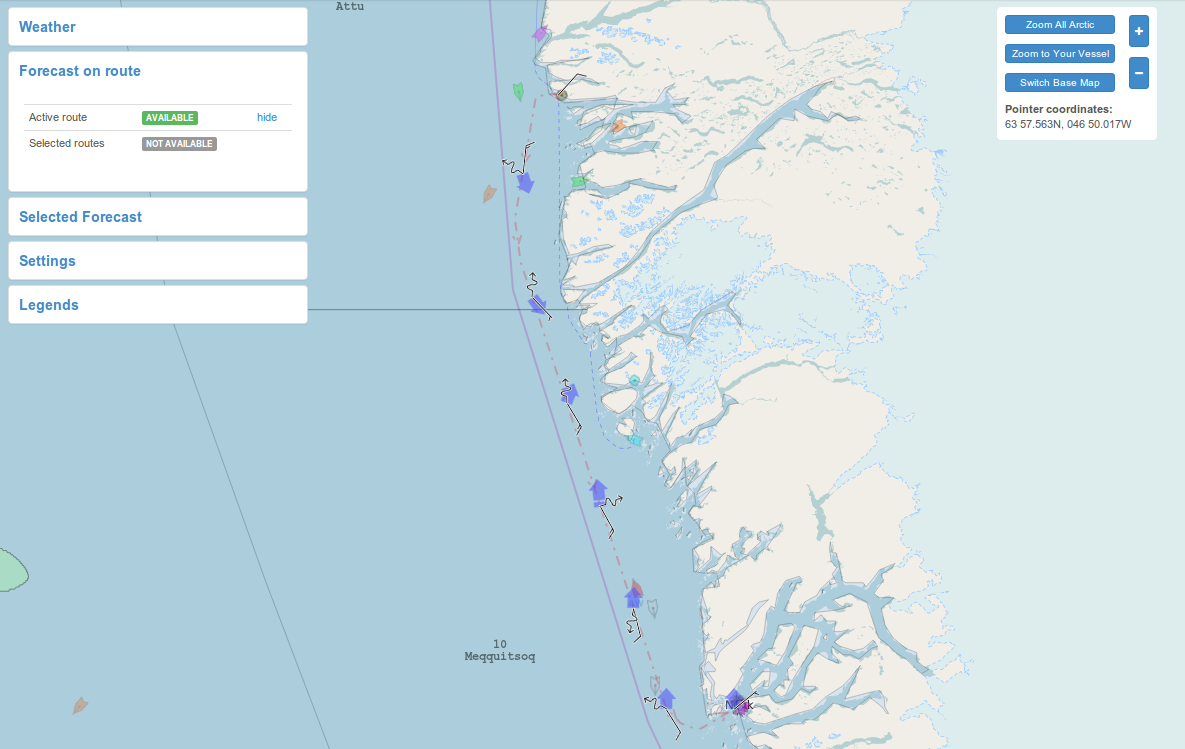 Attu
Weather
Forecast on route
Active route AVAILABLE hide
Selected routes NOT AVAILABLE
Selected Forecast
Settings
Legends
Zoom All Arctic
+
Zoom to Your Vessel
Switch Base Map
−
Pointer coordinates:
63 57.563N, 046 50.017W
10
Meqquitsoq